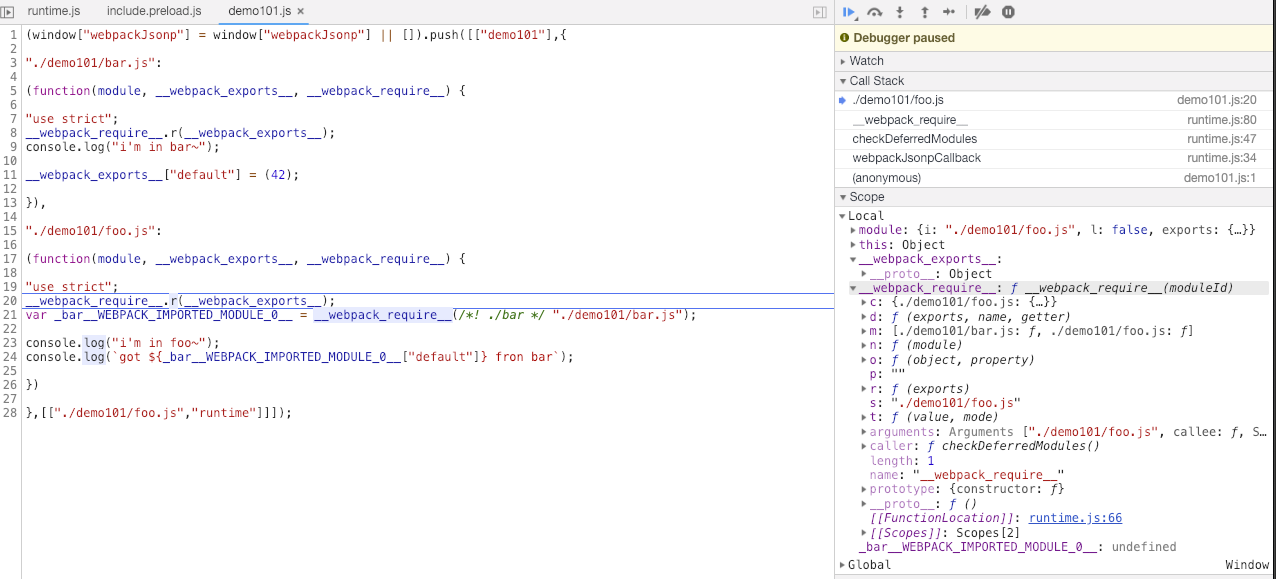 runtime.js include.preload.js demo101.js ×
1 (window["webpackJsonp"] = window["webpackJsonp"] || []).push([["demo101"],{
2
3 "./demo101/bar.js":
4
5 (function(module, __webpack_exports__, __webpack_require__) {
6
7 "use strict";
8 __webpack_require__.r(__webpack_exports__);
9 console.log("i'm in bar~");
10
11 __webpack_exports__["default"] = (42);
12
13 }),
14
15 "./demo101/foo.js":
16
17 (function(module, __webpack_exports__, __webpack_require__) {
18
19 "use strict";
20 __webpack_require__.r(__webpack_exports__);
21 var _bar__WEBPACK_IMPORTED_MODULE_0__ = __webpack_require__(/*! ./bar */ "./demo101/bar.js");
22
23 console.log("i'm in foo~");
24 console.log(`got ${_bar__WEBPACK_IMPORTED_MODULE_0__["default"]} fron bar`);
25
26 })
27
28 },[["./demo101/foo.js","runtime"]]]);
Debugger paused
Watch
Call Stack
./demo101/foo.js demo101.js:20
__webpack_require__ runtime.js:80
checkDeferredModules runtime.js:47
webpackJsonpCallback runtime.js:34
(anonymous) demo101.js:1
Scope
Local
module: {i: "./demo101/foo.js", l: false, exports: {…}}
this: Object
__webpack_exports__:
__proto__: Object
__webpack_require__: ƒ __webpack_require__(moduleId)
c: {./demo101/foo.js: {…}}
d: ƒ (exports, name, getter)
m: [./demo101/bar.js: ƒ, ./demo101/foo.js: ƒ]
n: ƒ (module)
o: ƒ (object, property)
p: ""
r: ƒ (exports)
s: "./demo101/foo.js"
t: ƒ (value, mode)
arguments: Arguments ["./demo101/foo.js", callee: ƒ, S…
caller: ƒ checkDeferredModules()
length: 1
name: "__webpack_require__"
prototype: {constructor: ƒ}
__proto__: ƒ ()
[[FunctionLocation]]: runtime.js:66
[[Scopes]]: Scopes[2]
_bar__WEBPACK_IMPORTED_MODULE_0__: undefined
Global Window